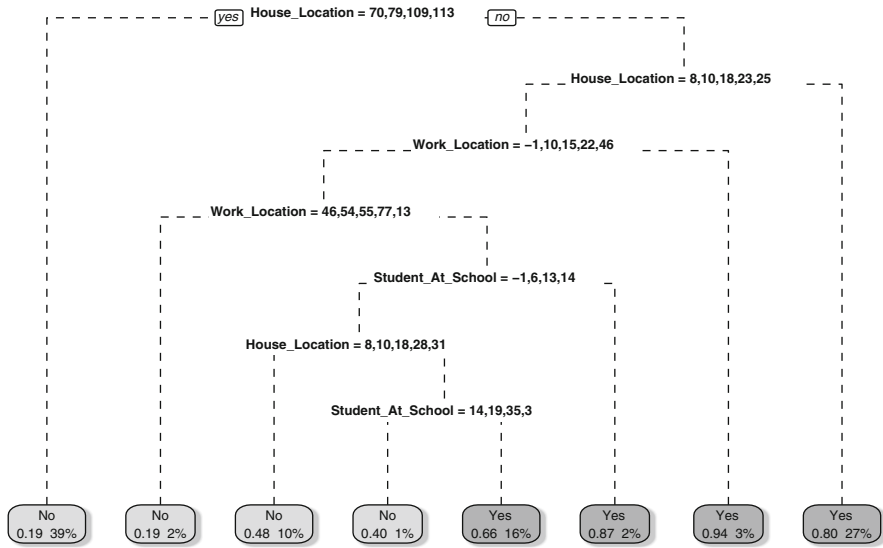 House_Location = 70,79,109,113
yes
no
House_Location = 8,10,18,23,25
Work_Location = −1,10,15,22,46
Work_Location = 46,54,55,77,13
Student_At_School = −1,6,13,14
House_Location = 8,10,18,28,31
Student_At_School = 14,19,35,3
No
0.19 39%
No
0.19 2%
No
0.48 10%
No
0.40 1%
Yes
0.66 16%
Yes
0.87 2%
Yes
0.94 3%
Yes
0.80 27%